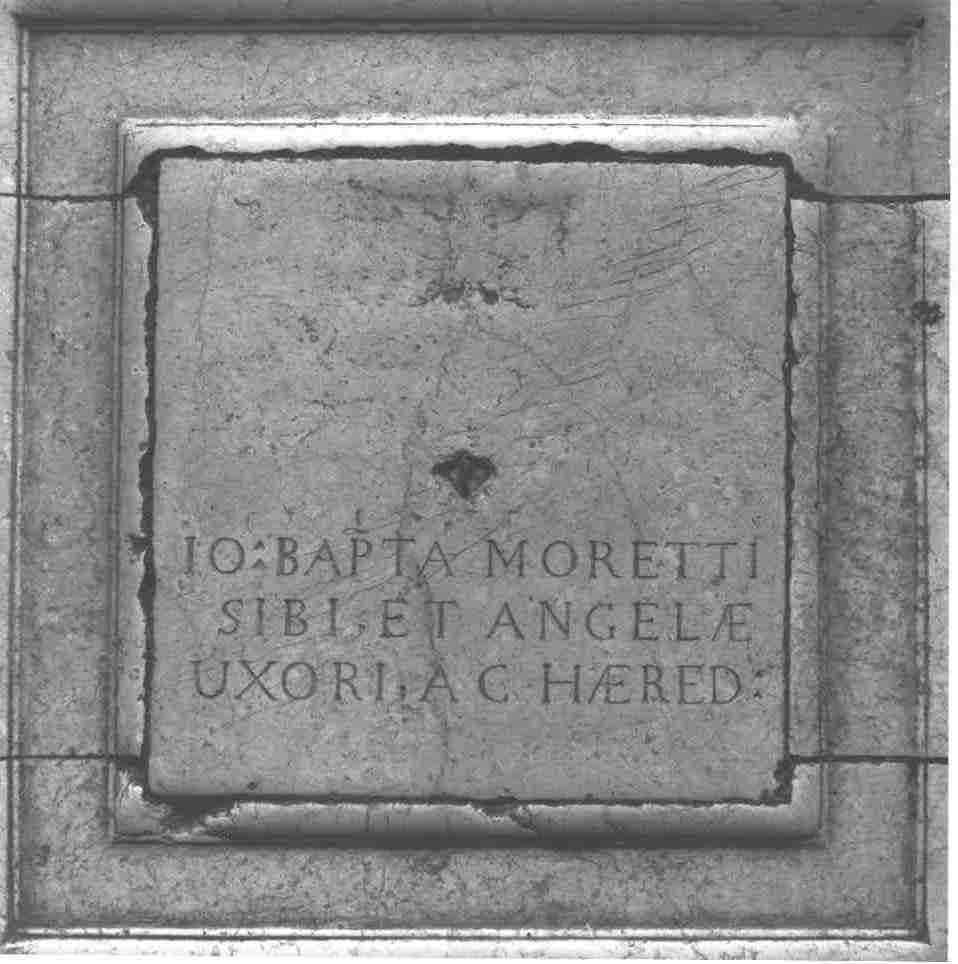 IO: BAPTA MORETTI
SIBI, ET ANGELÆ
UXORI, AC HÆRED: